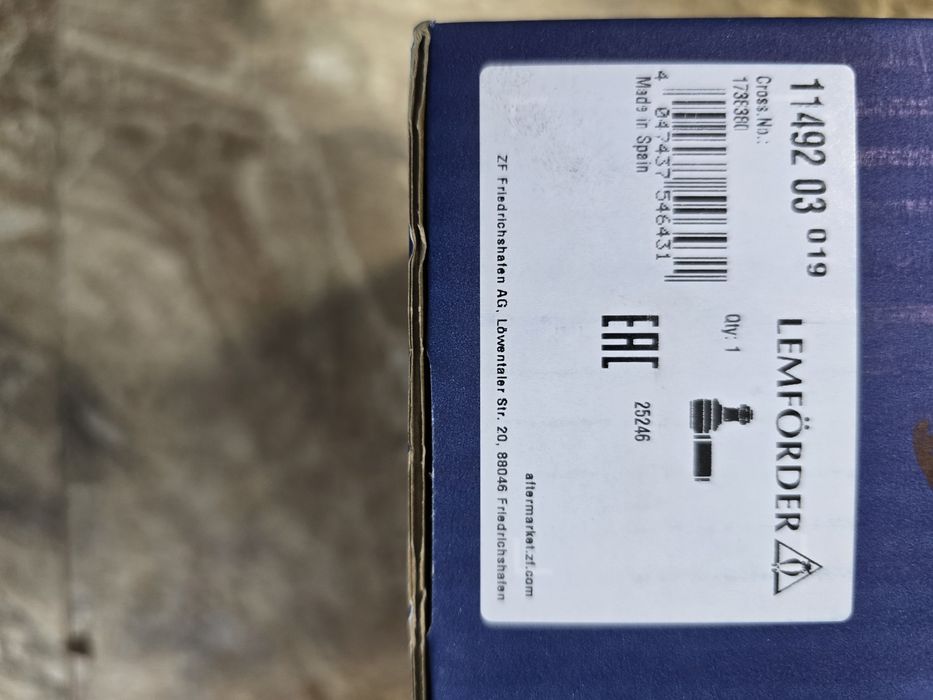 11492 03 019
LEMFÖRDER
Cross.No.:
1738380
Qty: 1
4 047437 546431
Made in Spain
EAC
25246
aftermarket.zf.com
ZF Friedrichshafen AG, Löwentaler Str. 20, 88046 Friedrichshafen